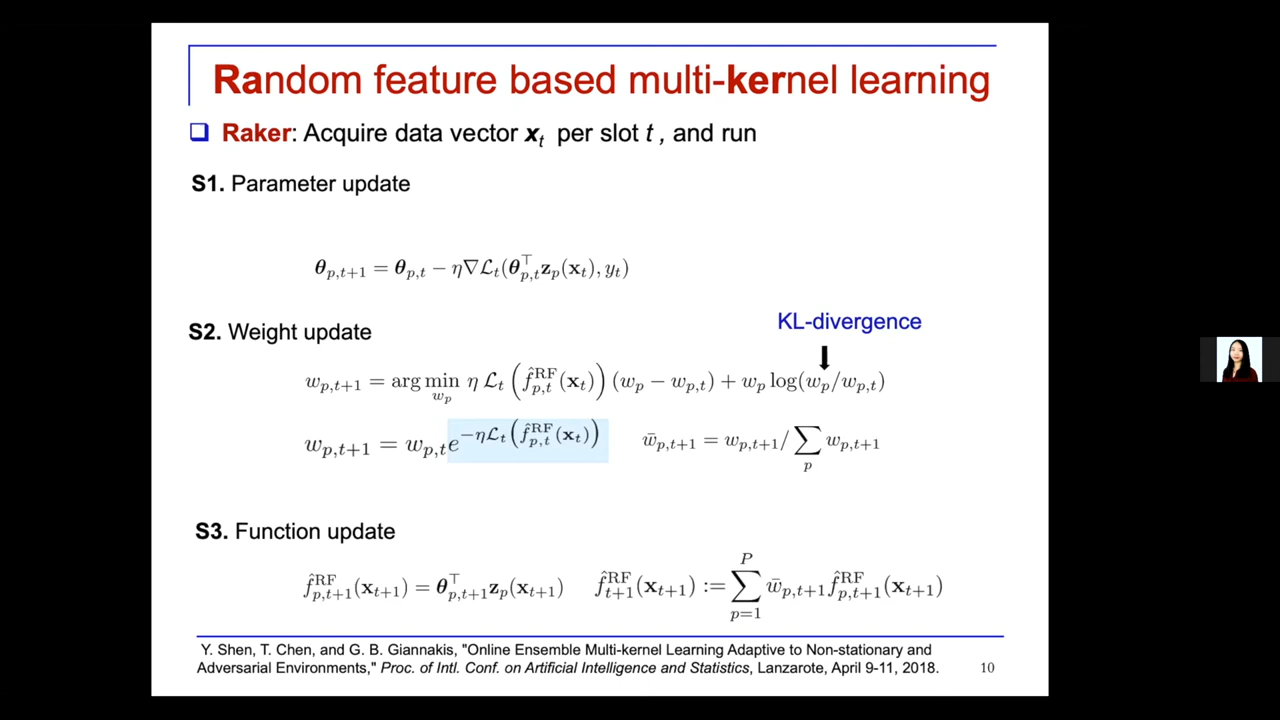 Random feature based multi-kernel learning
❑ Raker: Acquire data vector x_t per slot t , and run
S1. Parameter update
θ_{p,t+1} = θ_{p,t} − η∇ℒ_t(θ_{p,t}^⊤ z_p(x_t), y_t)
S2. Weight update
KL-divergence
w_{p,t+1} = arg min_{w_p} η ℒ_t(f̂_{p,t}^{RF}(x_t))(w_p − w_{p,t}) + w_p log(w_p/w_{p,t})
w_{p,t+1} = w_{p,t}e^{−ηℒ_t(f̂_{p,t}^{RF}(x_t))} w̄_{p,t+1} = w_{p,t+1}/∑_p w_{p,t+1}
S3. Function update
f̂_{p,t+1}^{RF}(x_{t+1}) = θ_{p,t+1}^⊤ z_p(x_{t+1}) f̂_{t+1}^{RF}(x_{t+1}) := ∑_{p=1}^{P} w̄_{p,t+1} f̂_{p,t+1}^{RF}(x_{t+1})
Y. Shen, T. Chen, and G. B. Giannakis, "Online Ensemble Multi-kernel Learning Adaptive to Non-stationary and
Adversarial Environments," Proc. of Intl. Conf. on Artificial Intelligence and Statistics, Lanzarote, April 9-11, 2018.
10